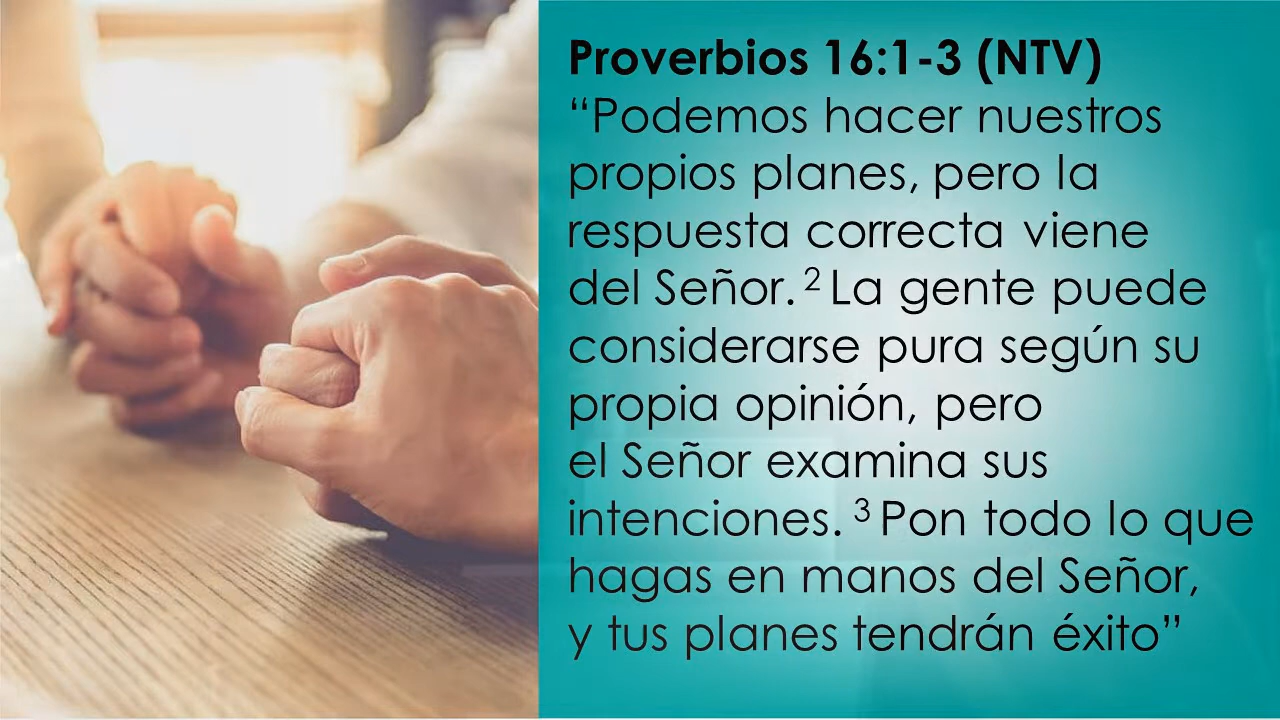 Proverbios 16:1-3 (NTV)
“Podemos hacer nuestros
propios planes, pero la
respuesta correcta viene
del Señor. ² La gente puede
considerarse pura según su
propia opinión, pero
el Señor examina sus
intenciones. ³ Pon todo lo que
hagas en manos del Señor,
y tus planes tendrán éxito”